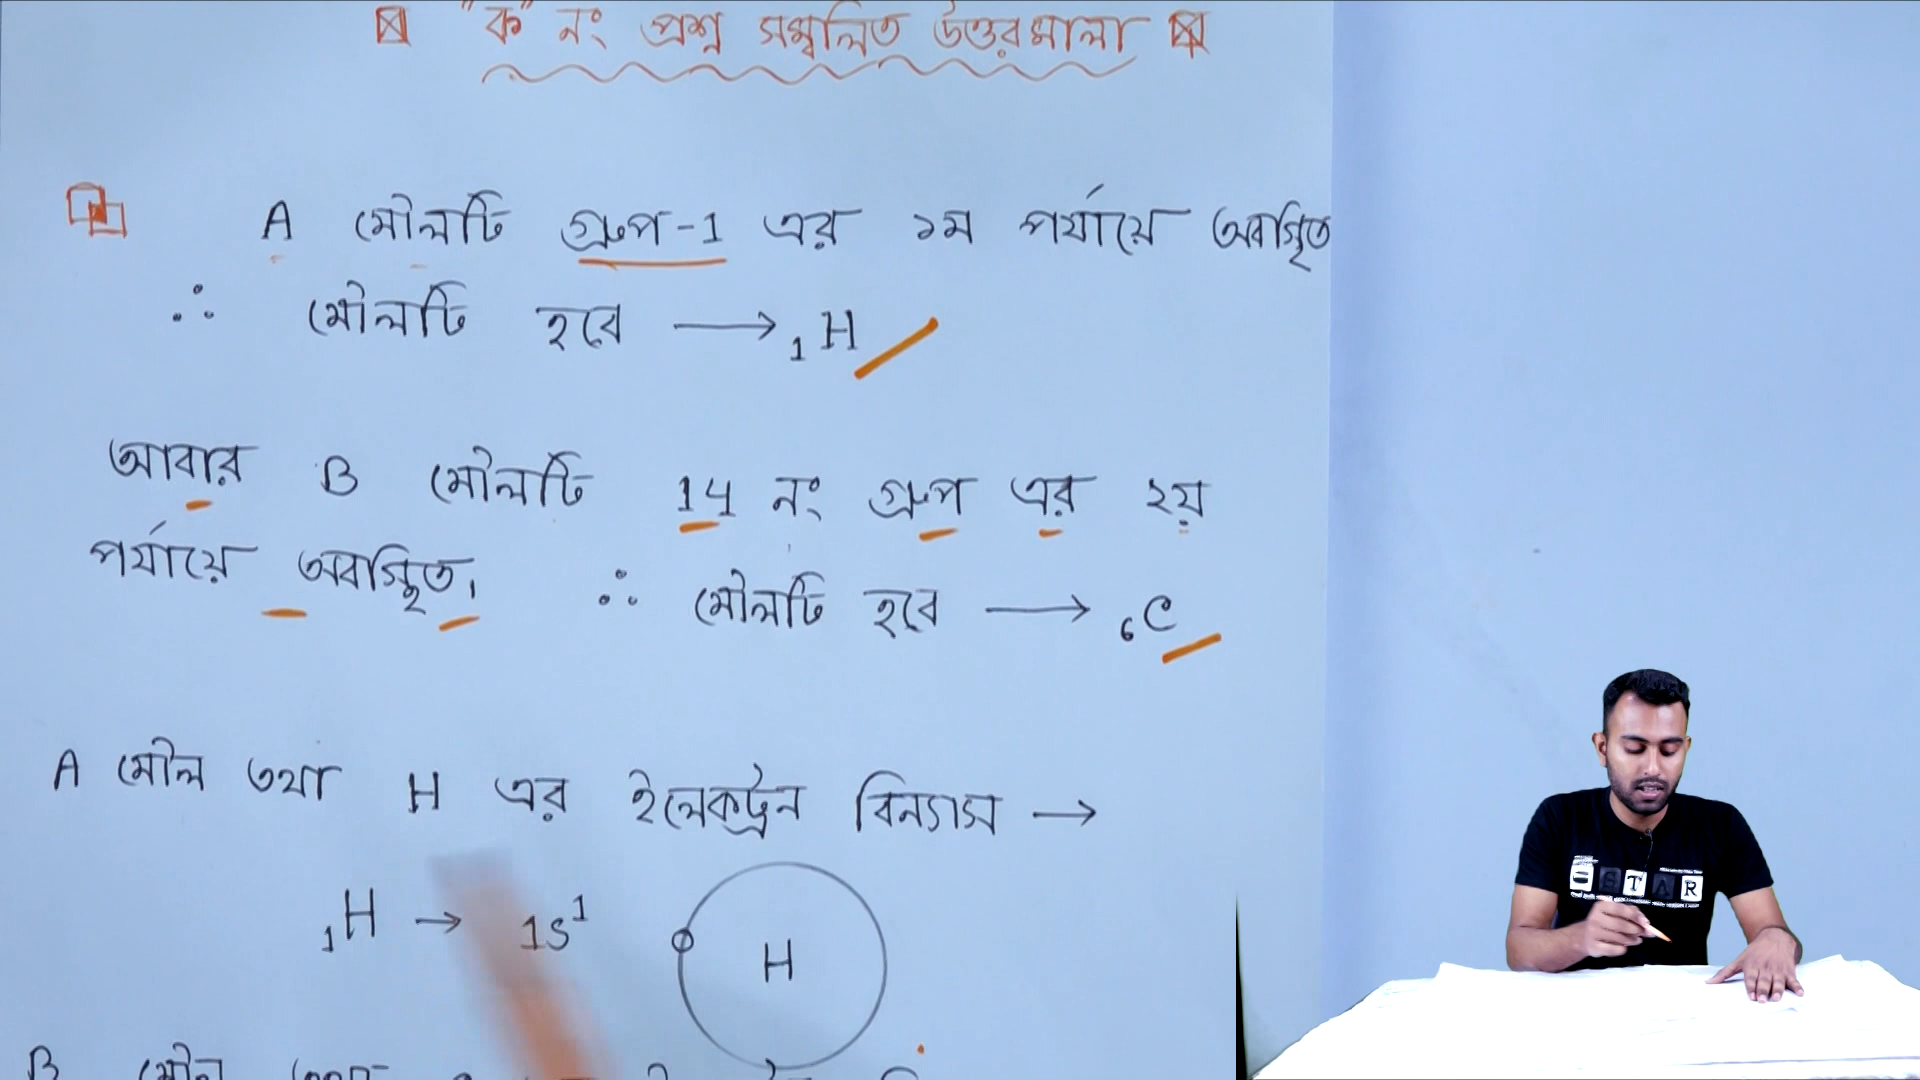 "ক" নং প্রশ্ন সম্বলিত উত্তরমালা
A মৌলটি গ্রুপ-1 এর ১ম পর্যায়ে অবস্থিত
∴ মৌলটি হবে ⟶ ₁H
আবার B মৌলটি 14 নং গ্রুপ এর ২য়
পর্যায়ে অবস্থিত। ∴ মৌলটি হবে ⟶ ₆C
A মৌল তথা H এর ইলেকট্রন বিন্যাস →
₁H → 1s¹
H
B মৌল
STAR